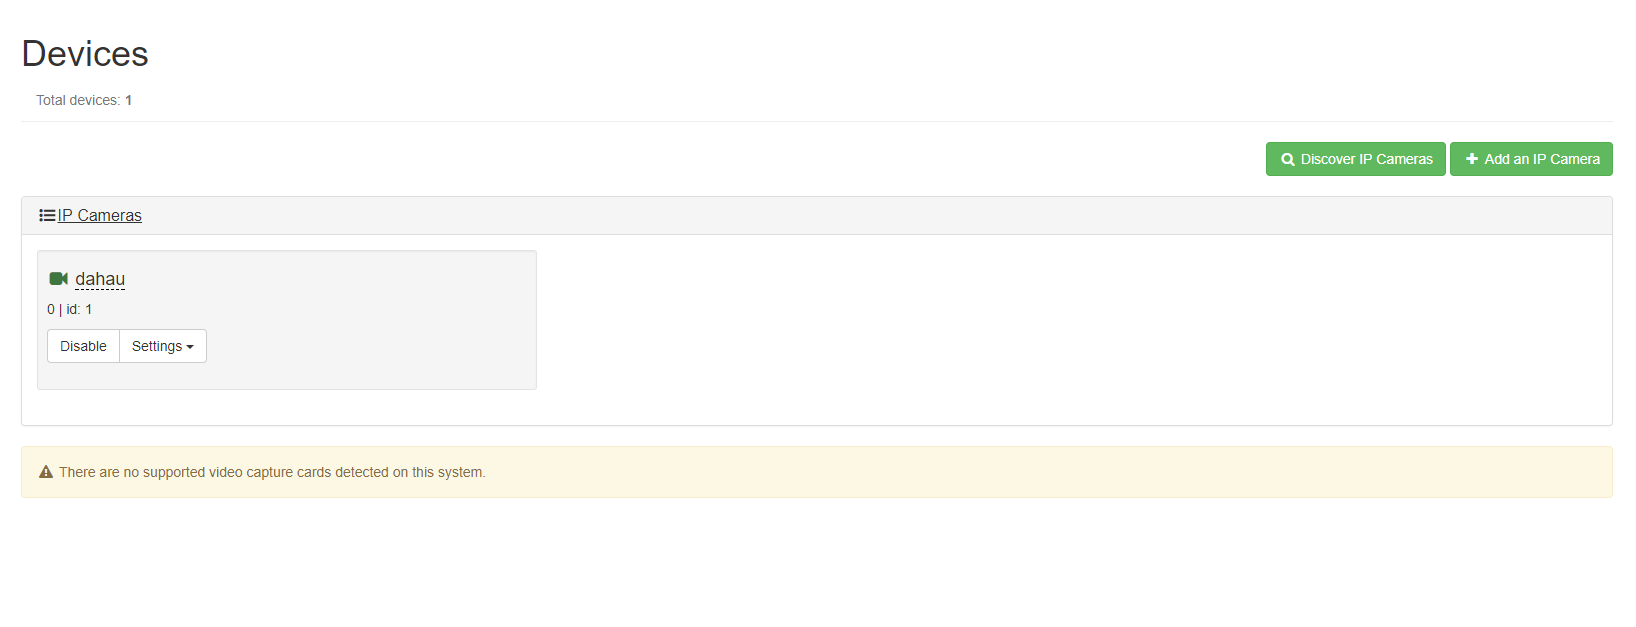 Devices
Total devices: 1
Discover IP Cameras
Add an IP Camera
IP Cameras
dahau
0 | id: 1
Disable
Settings
There are no supported video capture cards detected on this system.